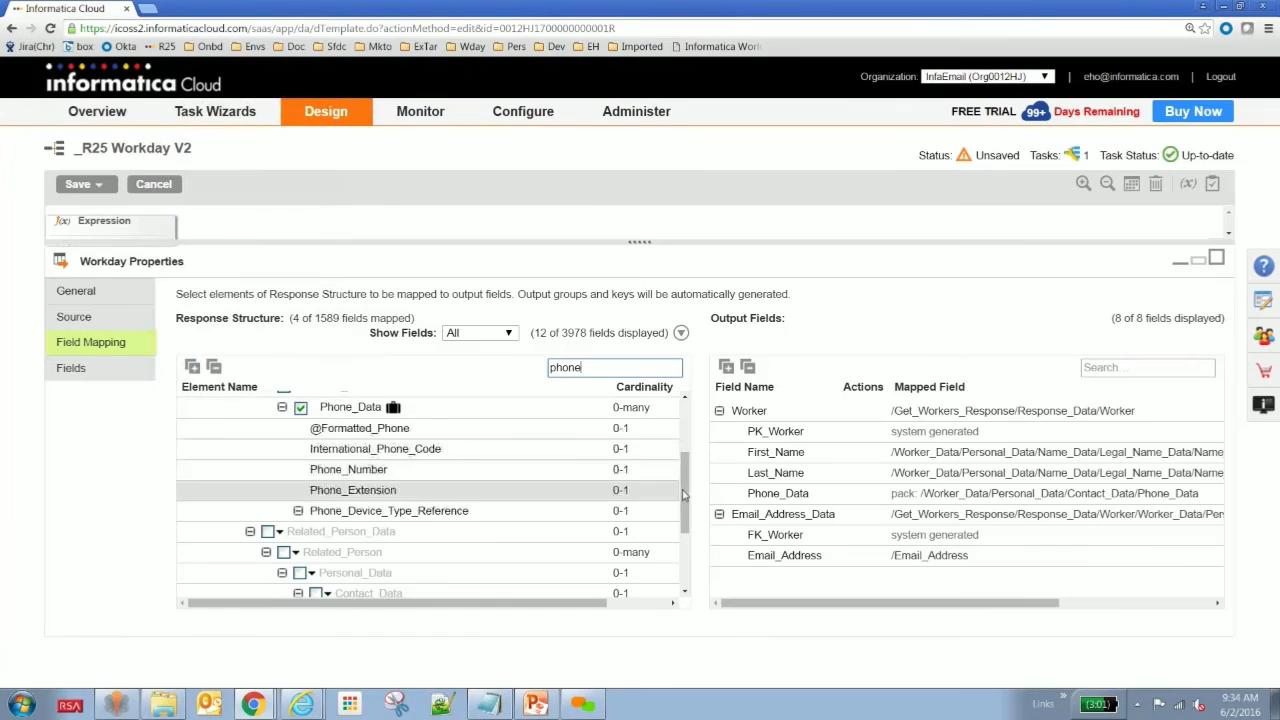 Informatica Cloud
https://icoss2.informaticacloud.com/saas/app/da/dTemplate.do?actionMethod=edit&id=0012HJ1700000000001R
Jira(Chr) box Okta R25 Onbd Envs Doc Sfdc Mkto ExTar Wday Pers Dev EH Imported Informatica Work
informatica Cloud
Organization: InfaEmail (Org0012HJ) | eho@informatica.com | Logout
Overview Task Wizards Design Monitor Configure Administer FREE TRIAL 99+ Days Remaining Buy Now
_R25 Workday V2
Status: Unsaved Tasks: 1 Task Status: Up-to-date
Save Cancel (x)
f(x) Expression
Workday Properties
General
Source
Field Mapping
Fields
Select elements of Response Structure to be mapped to output fields. Output groups and keys will be automatically generated.
Response Structure: (4 of 1589 fields mapped)
Show Fields: All (12 of 3978 fields displayed)
phone
Element Name Cardinality
Phone_Data 0-many
@Formatted_Phone 0-1
International_Phone_Code 0-1
Phone_Number 0-1
Phone_Extension 0-1
Phone_Device_Type_Reference 0-1
Related_Person_Data 0-1
Related_Person 0-many
Personal_Data 0-1
Contact_Data 0-1
Output Fields: (8 of 8 fields displayed)
Search...
Field Name Actions Mapped Field
Worker /Get_Workers_Response/Response_Data/Worker
PK_Worker system generated
First_Name /Worker_Data/Personal_Data/Name_Data/Legal_Name_Data/Name
Last_Name /Worker_Data/Personal_Data/Name_Data/Legal_Name_Data/Name
Phone_Data pack: /Worker_Data/Personal_Data/Contact_Data/Phone_Data
Email_Address_Data /Get_Workers_Response/Response_Data/Worker/Worker_Data/Per
FK_Worker system generated
Email_Address /Email_Address
RSA
Links » (3:01) 9:34 AM
6/2/2016